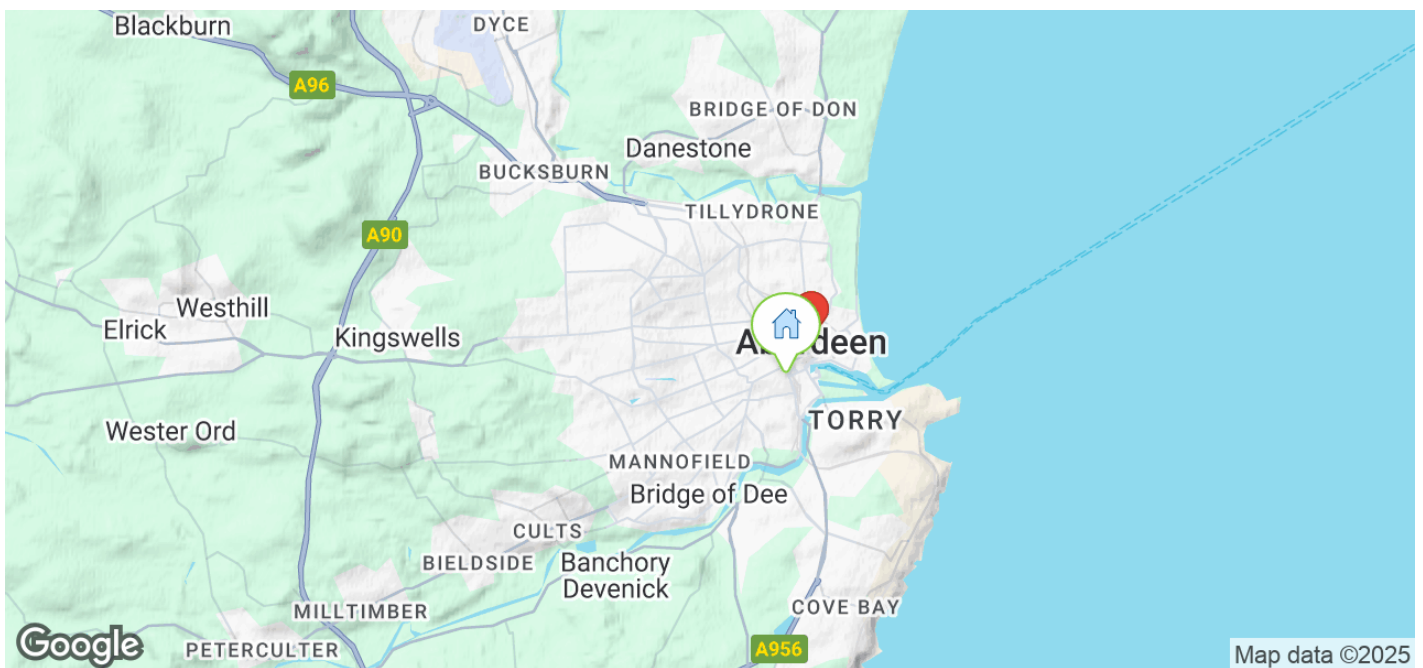 Blackburn
DYCE
A96
BRIDGE OF DON
Danestone
BUCKSBURN
TILLYDRONE
A90
Westhill
Elrick
Kingswells
Aberdeen
TORRY
Wester Ord
MANNOFIELD
Bridge of Dee
CULTS
BIELDSIDE
Banchory
Devenick
MILLTIMBER
COVE BAY
PETERCULTER
A956
Google
Map data ©2025